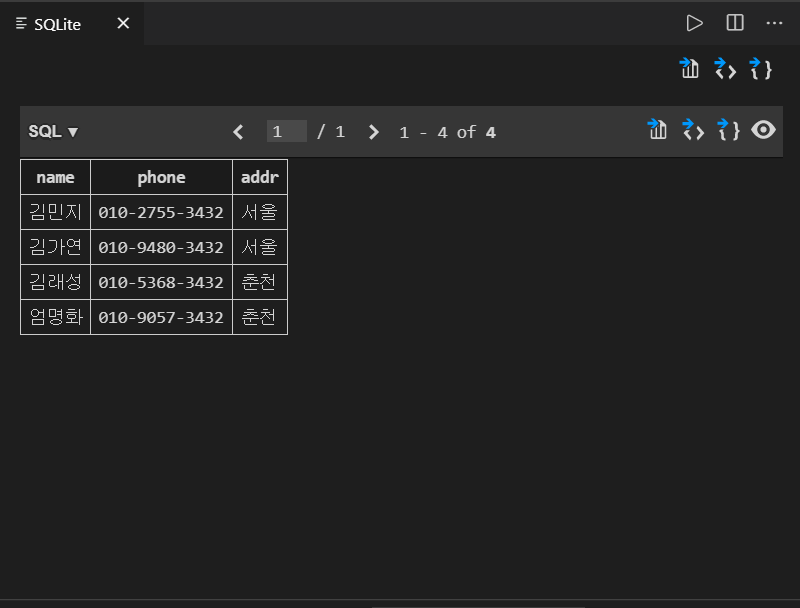 SQLite
SQL ▼ 1 / 1 1 - 4 of 4
name phone addr
김민지 010-2755-3432 서울
김가연 010-9480-3432 서울
김래성 010-5368-3432 춘천
엄명화 010-9057-3432 춘천